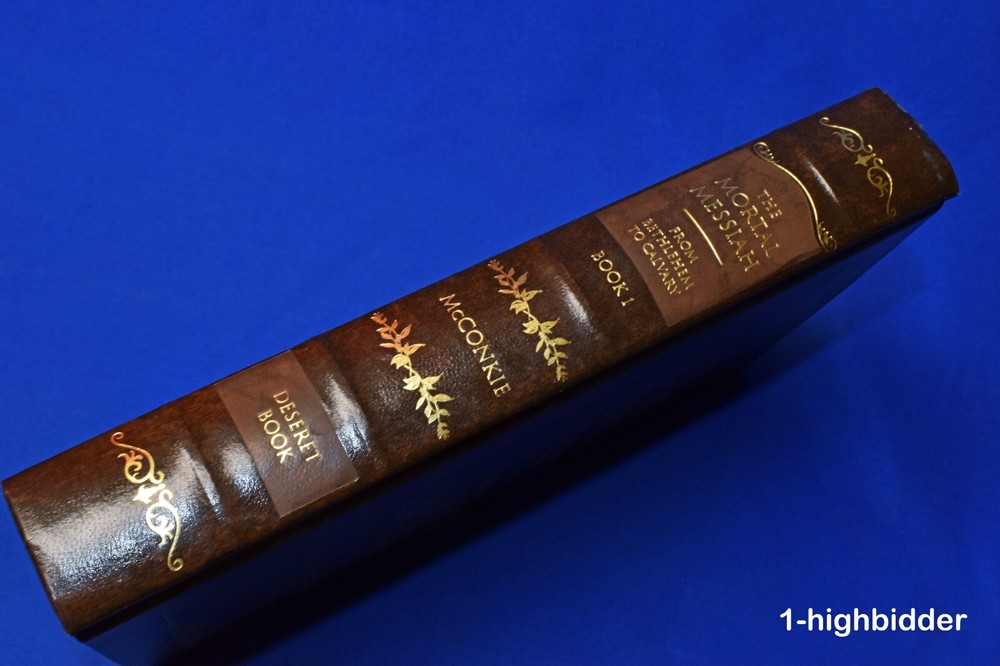 THE
MORTAL
MESSIAH
FROM
BETHLEHEM
TO CALVARY
BOOK 1
McCONKIE
DESERET
BOOK
1-highbidder